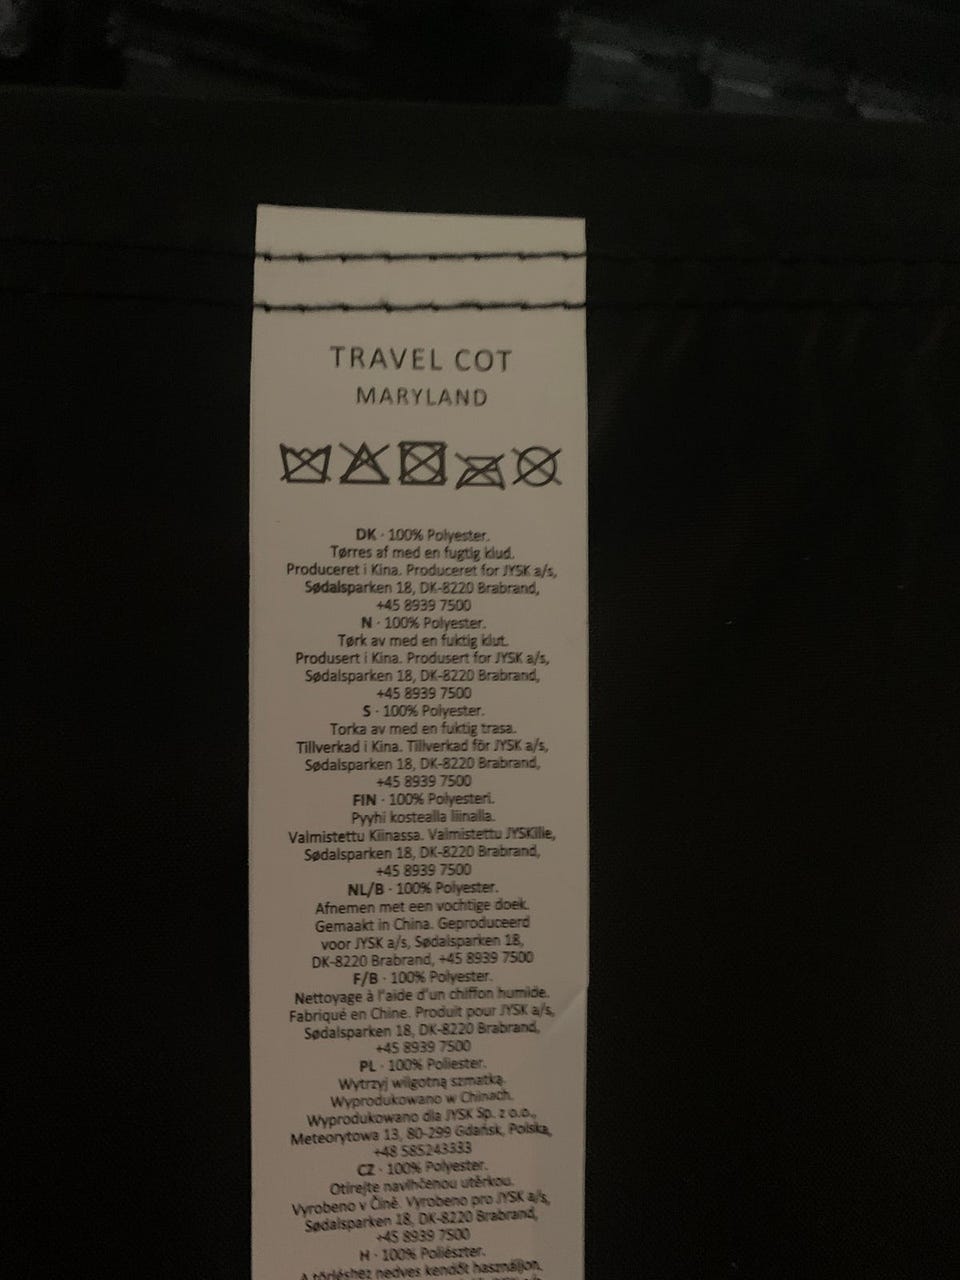 TRAVEL COT
MARYLAND
DK · 100% Polyester.
Tørres af med en fugtig klud.
Produceret i Kina. Produceret for JYSK a/s,
Sødalsparken 18, DK-8220 Brabrand,
+45 8939 7500
N · 100% Polyester.
Tørk av med en fuktig klut.
Produsert i Kina. Produsert for JYSK a/s,
Sødalsparken 18, DK-8220 Brabrand,
+45 8939 7500
S · 100% Polyester.
Torka av med en fuktig trasa.
Tillverkad i Kina. Tillverkad för JYSK a/s,
Sødalsparken 18, DK-8220 Brabrand,
+45 8939 7500
FIN · 100% Polyesteri.
Pyyhi kostealla liinalla.
Valmistettu Kiinassa. Valmistettu JYSKille,
Sødalsparken 18, DK-8220 Brabrand,
+45 8939 7500
NL/B · 100% Polyester.
Afnemen met een vochtige doek.
Gemaakt in China. Geproduceerd
voor JYSK a/s, Sødalsparken 18,
DK-8220 Brabrand, +45 8939 7500
F/B · 100% Polyester.
Nettoyage à l'aide d'un chiffon humide.
Fabriqué en Chine. Produit pour JYSK a/s,
Sødalsparken 18, DK-8220 Brabrand,
+45 8939 7500
PL · 100% Poliester.
Wytrzyj wilgotną szmatką.
Wyprodukowano w Chinach.
Wyprodukowano dla JYSK Sp. z o.o.,
Meteorytowa 13, 80-299 Gdańsk, Polska,
+48 585243333
CZ · 100% Polyester.
Otírejte navlhčenou utěrkou.
Vyrobeno v Číně. Vyrobeno pro JYSK a/s,
Sødalsparken 18, DK-8220 Brabrand,
+45 8939 7500
H · 100% Poliészter.
A törléshez nedves kendőt használjon.